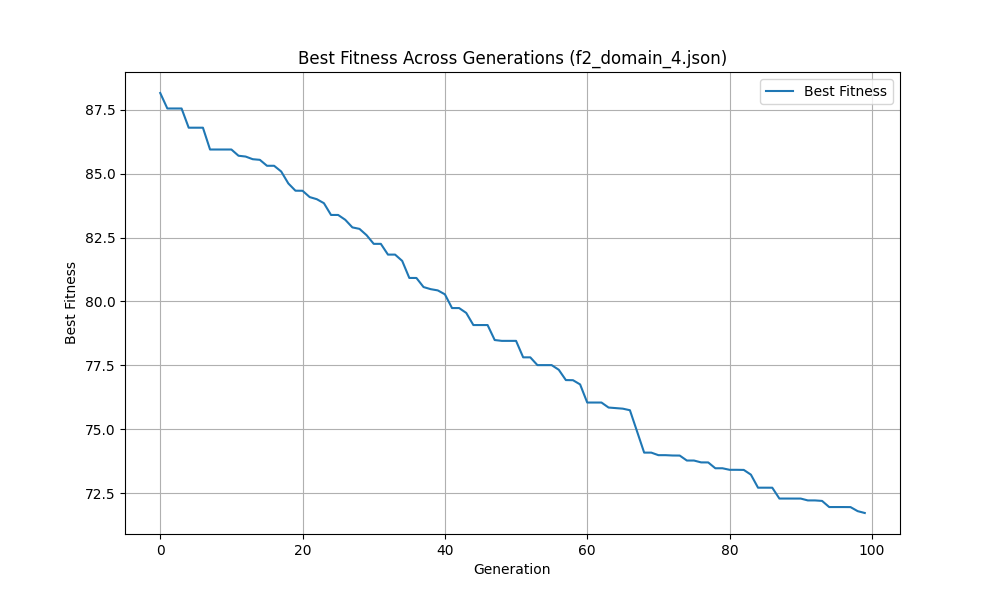 Best Fitness Across Generations (f2_domain_4.json)
Best Fitness
87.5
85.0
82.5
80.0
77.5
75.0
72.5
Best Fitness
0 20 40 60 80 100
Generation